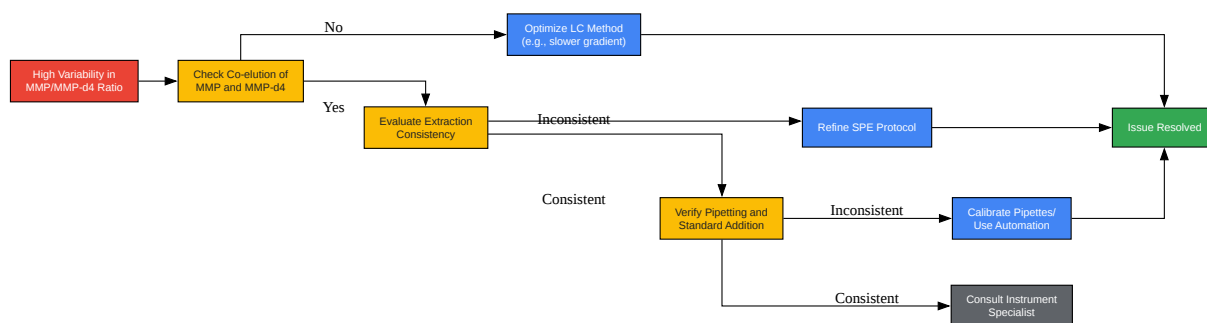 No
Optimize LC Method
(e.g., slower gradient)
High Variability in
MMP/MMP-d4 Ratio
Check Co-elution of
MMP and MMP-d4
Yes
Evaluate Extraction
Consistency
Inconsistent
Refine SPE Protocol
Issue Resolved
Consistent
Verify Pipetting and
Standard Addition
Inconsistent
Calibrate Pipettes/
Use Automation
Consistent
Consult Instrument
Specialist